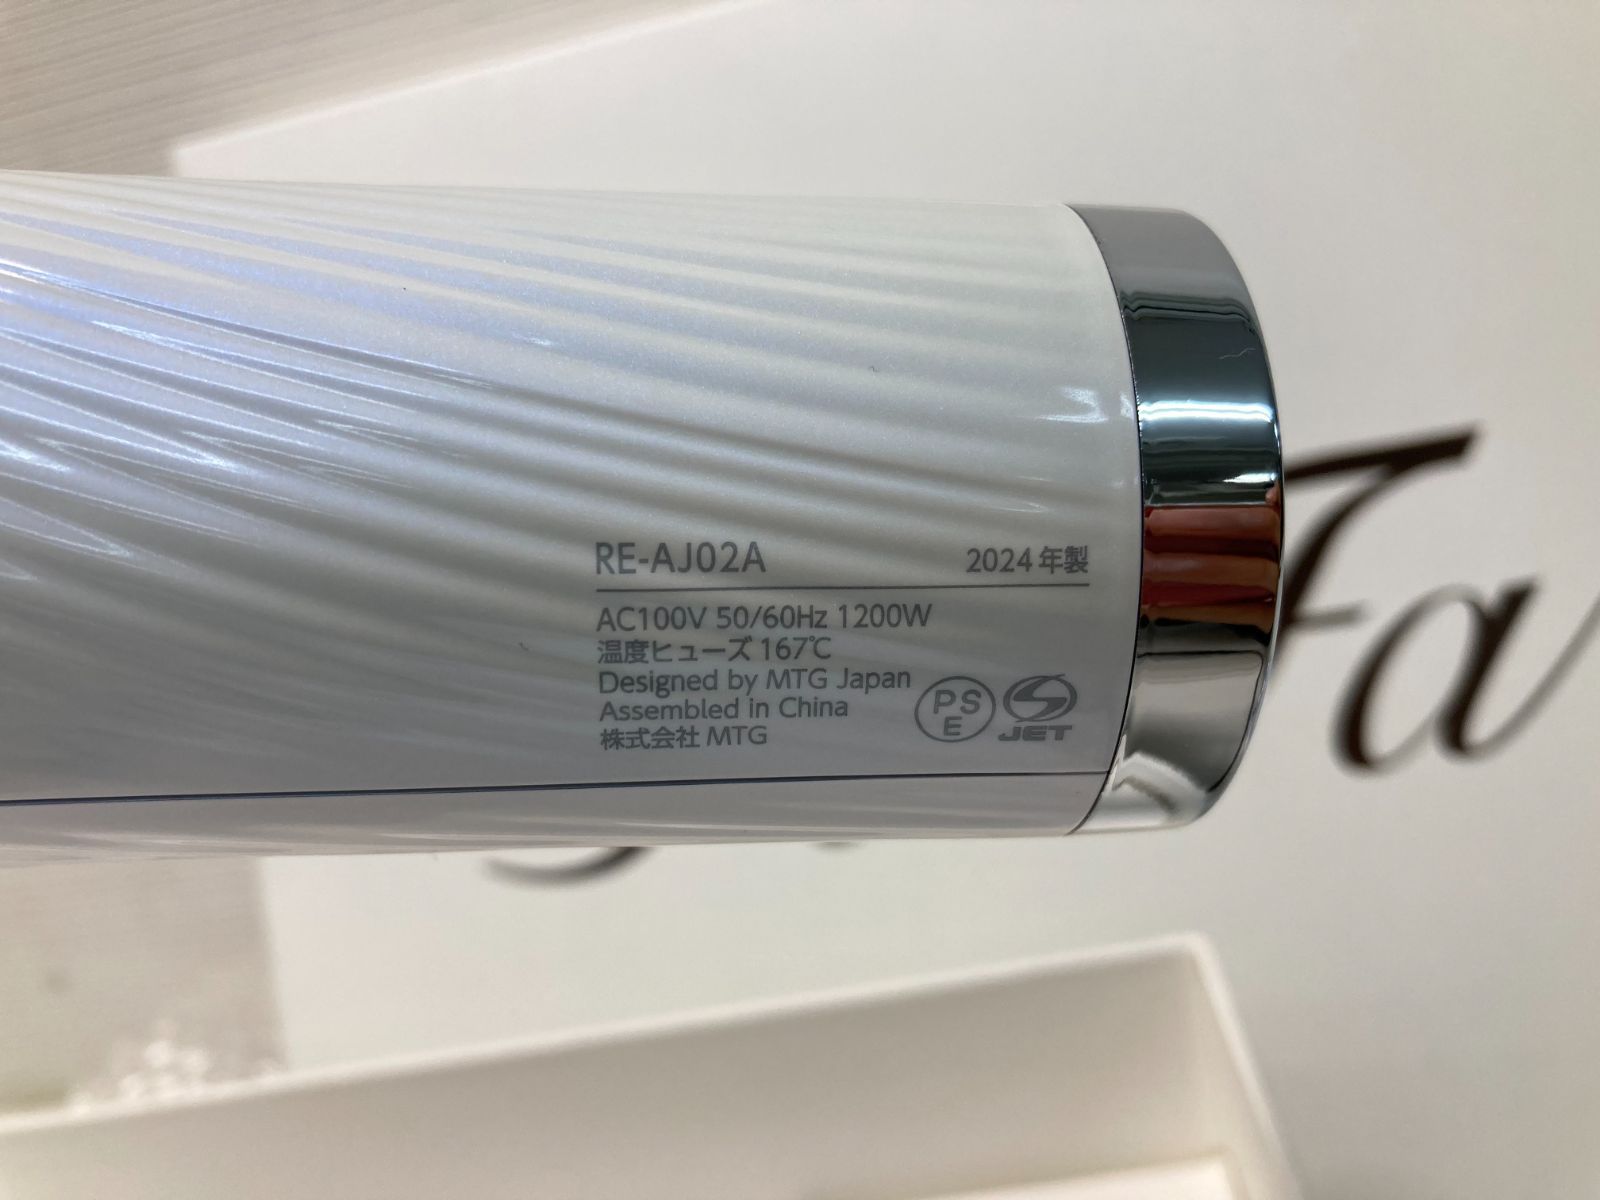 RE-AJ02A 2024年製
AC100V 50/60Hz 1200W
温度ヒューズ 167℃
Designed by MTG Japan
Assembled in China
株式会社 MTG
PS
E
JET
Fa